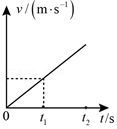 v/(m·s⁻¹)
0 t₁ t₂ t/s